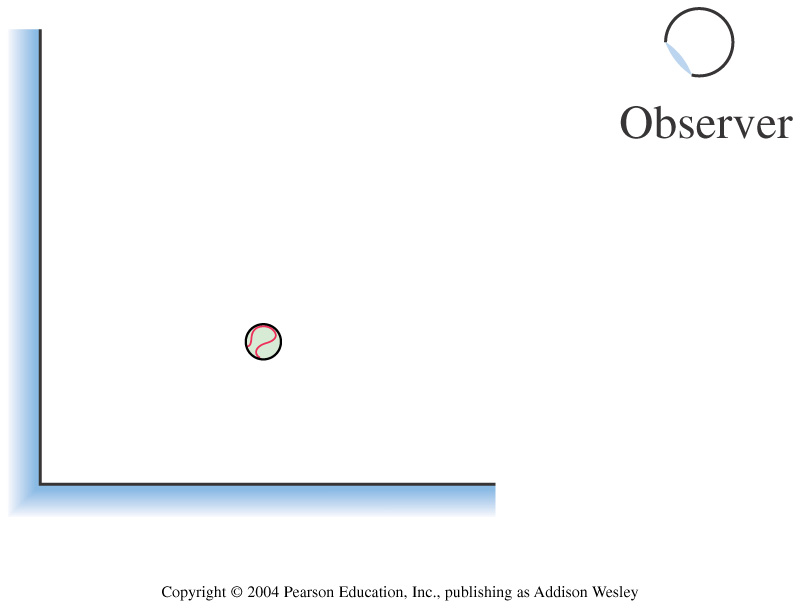 Observer
Copyright © 2004 Pearson Education, Inc., publishing as Addison Wesley